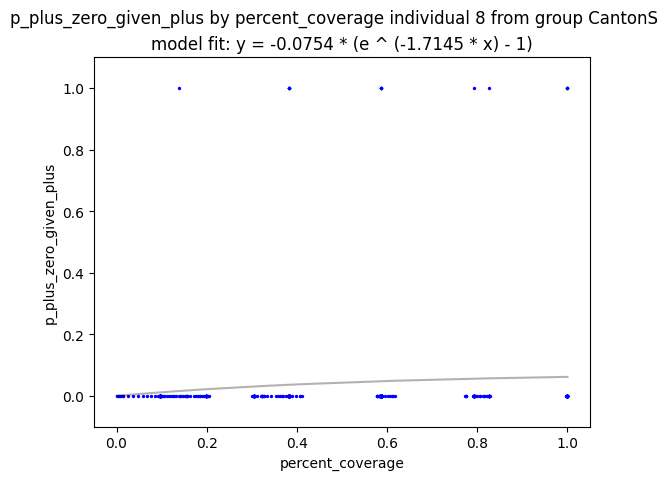 p_plus_zero_given_plus by percent_coverage individual 8 from group CantonS
model fit: y = -0.0754 * (e ^ (-1.7145 * x) - 1)
p_plus_zero_given_plus
1.0
0.8
0.6
0.4
0.2
0.0
0.0 0.2 0.4 0.6 0.8 1.0
percent_coverage